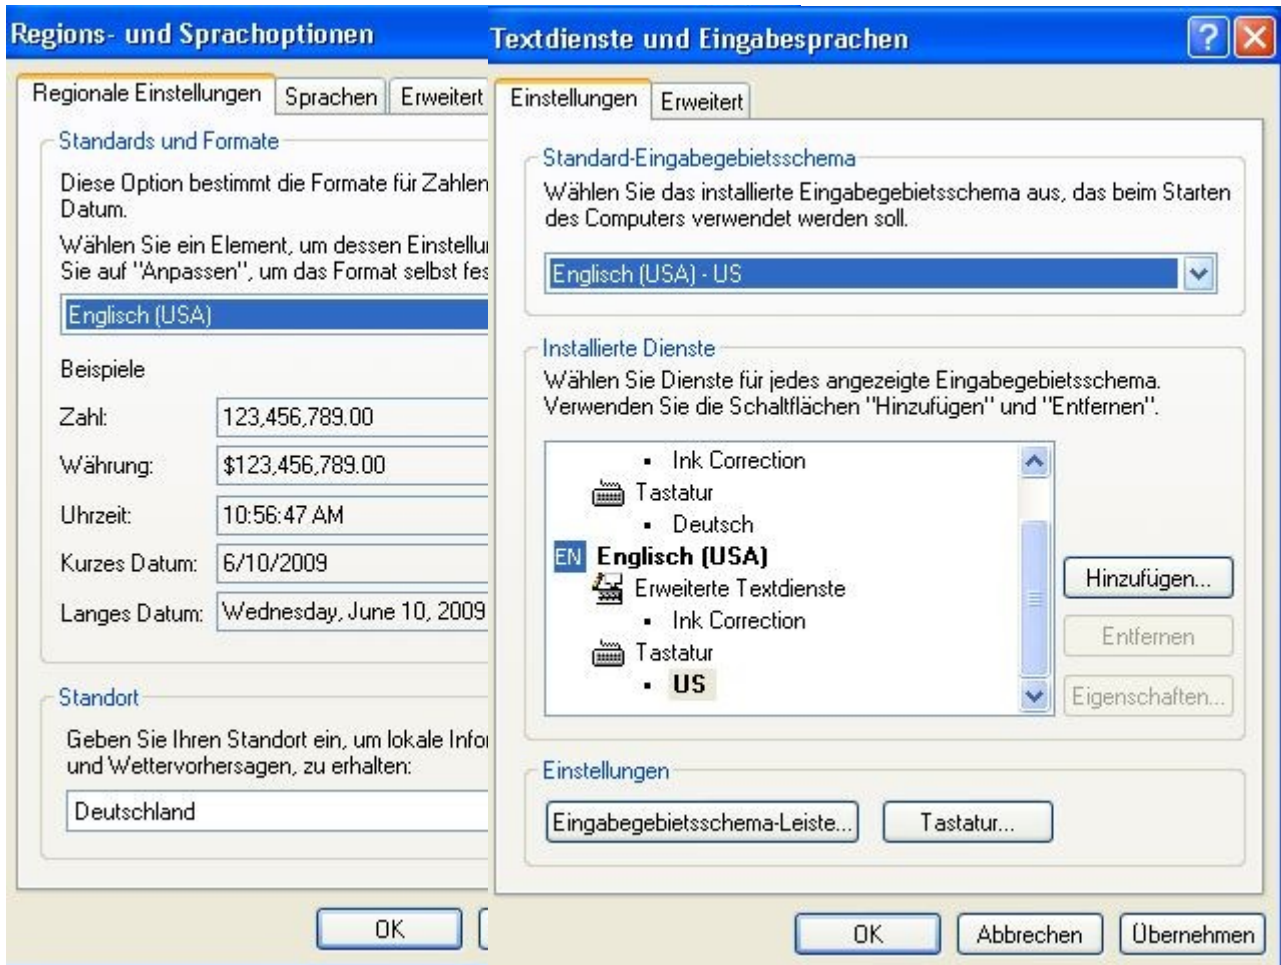 Regions- und Sprachoptionen
Regionale Einstellungen
Sprachen
Erweitert
Standards und Formate
Diese Option bestimmt die Formate für Zahlen
Datum.
Wählen Sie ein Element, um dessen Einstellu
Sie auf "Anpassen", um das Format selbst fes
Englisch (USA)
Beispiele
Zahl: 123,456,789.00
Währung: $123,456,789.00
Uhrzeit: 10:56:47 AM
Kurzes Datum: 6/10/2009
Langes Datum: Wednesday, June 10, 2009
Standort
Geben Sie Ihren Standort ein, um lokale Infor
und Wettervorhersagen, zu erhalten:
Deutschland
OK
Textdienste und Eingabesprachen
?
Einstellungen
Erweitert
Standard-Eingabegebietsschema
Wählen Sie das installierte Eingabegebietsschema aus, das beim Starten
des Computers verwendet werden soll.
Englisch (USA) - US
Installierte Dienste
Wählen Sie Dienste für jedes angezeigte Eingabegebietsschema.
Verwenden Sie die Schaltflächen "Hinzufügen" und "Entfernen".
Ink Correction
Tastatur
Deutsch
EN Englisch (USA)
Erweiterte Textdienste
Ink Correction
Tastatur
US
Hinzufügen...
Entfernen
Eigenschaften...
Einstellungen
Eingabegebietsschema-Leiste...
Tastatur...
OK
Abbrechen
Übernehmen